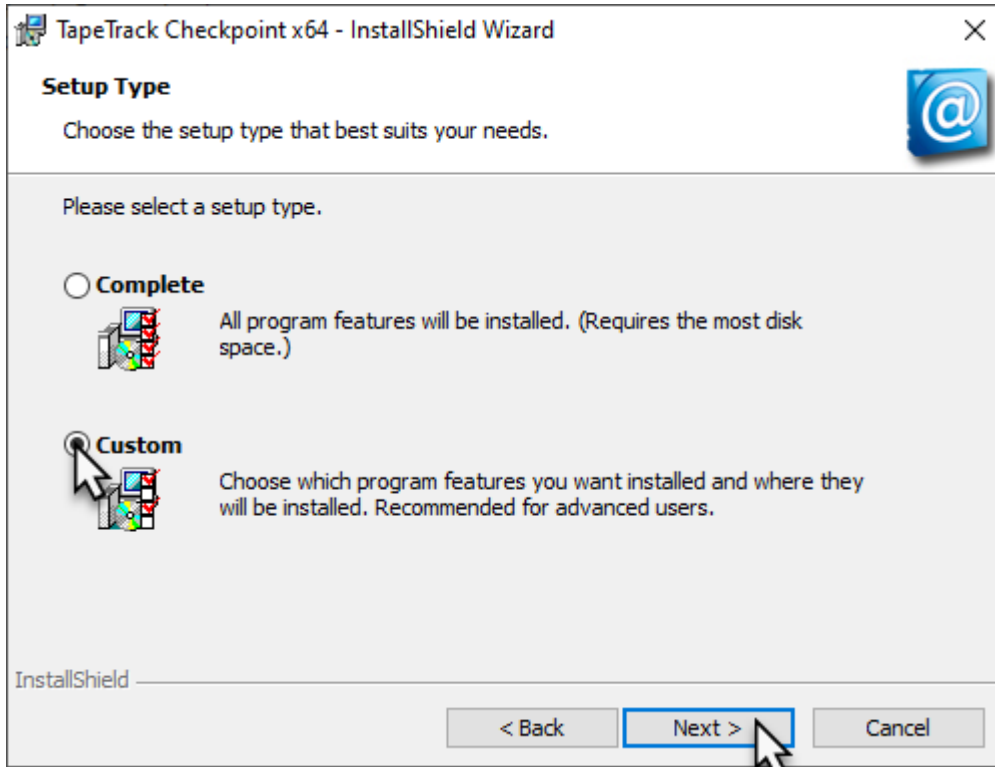 TapeTrack Checkpoint x64 - InstallShield Wizard
Setup Type
Choose the setup type that best suits your needs.
Please select a setup type.
Complete
All program features will be installed. (Requires the most disk
space.)
Custom
Choose which program features you want installed and where they
will be installed. Recommended for advanced users.
InstallShield
< Back
Next >
Cancel